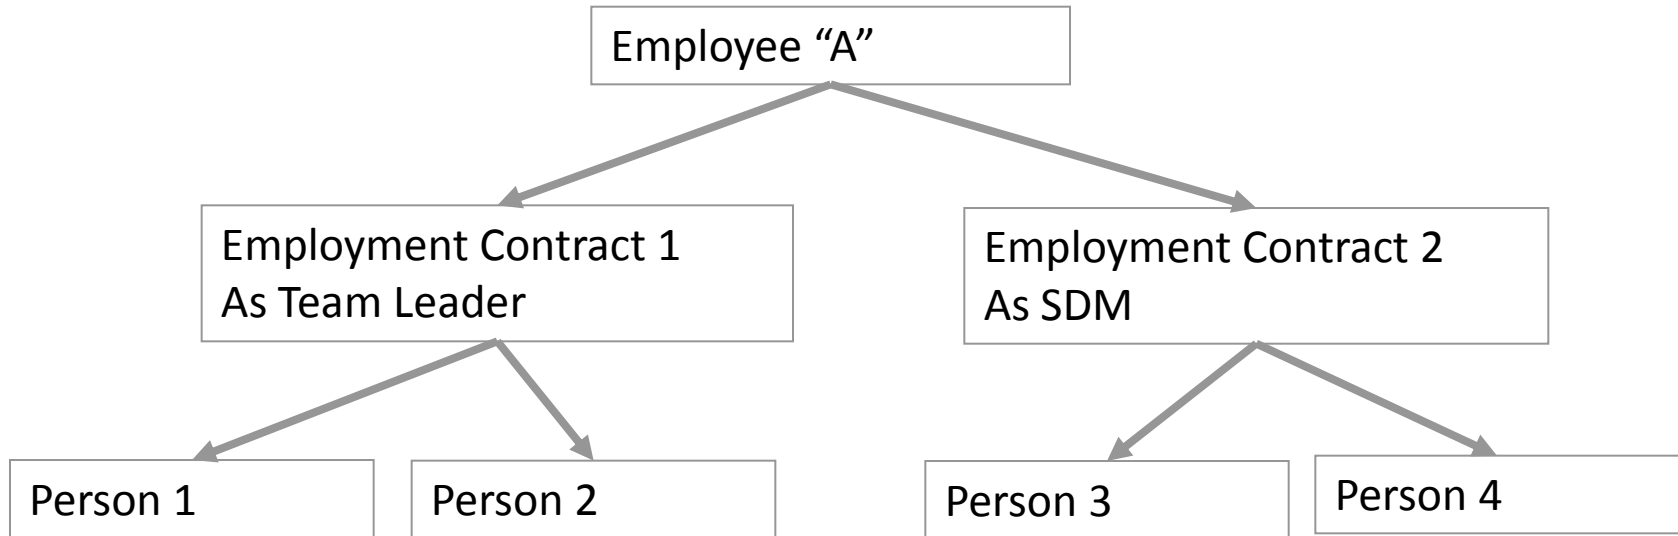 Employee “A”
Employment Contract 1
As Team Leader
Employment Contract 2
As SDM
Person 1
Person 2
Person 3
Person 4